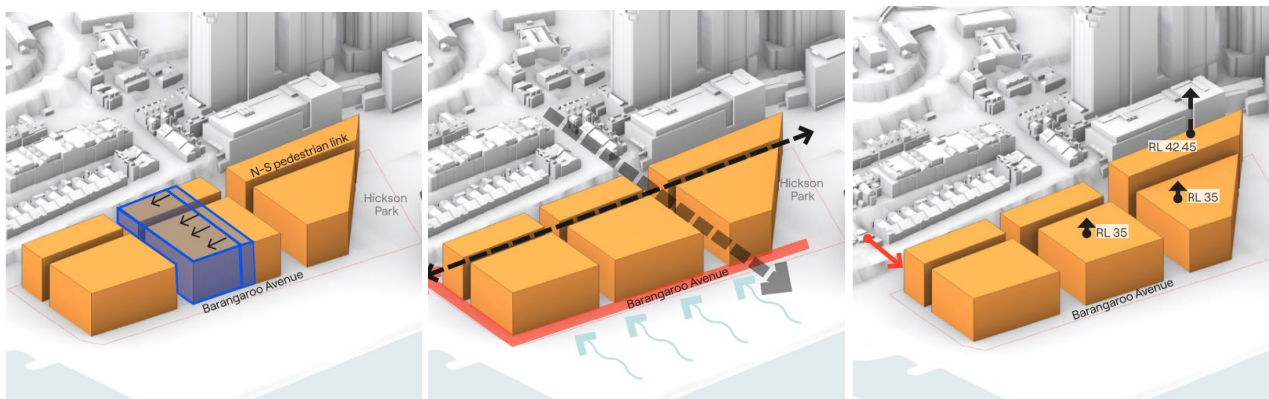 N-S pedestrian link
Hickson
Park
Barangaroo Avenue
Hickson
Park
Barangaroo Avenue
RL 42.45
RL 35
RL 35
Barangaroo Avenue